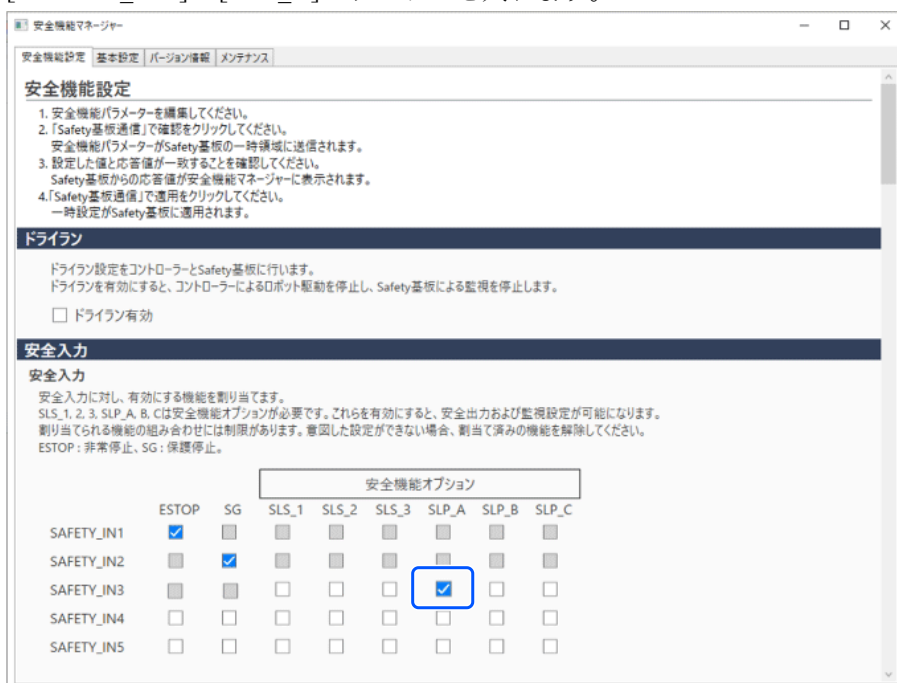 安全機能マネージャー
安全機能設定 基本設定 バージョン情報 メンテナンス
安全機能設定
1. 安全機能パラメーターを編集してください。
2. 「Safety基板通信」で確認をクリックしてください。
安全機能パラメーターがSafety基板の一時領域に送信されます。
3. 設定した値と応答値が一致することを確認してください。
Safety基板からの応答値が安全機能マネージャーに表示されます。
4.「Safety基板通信」で適用をクリックしてください。
一時設定がSafety基板に適用されます。
ドライラン
ドライラン設定をコントローラーとSafety基板に行います。
ドライランを有効にすると、コントローラーによるロボット駆動を停止し、Safety基板による監視を停止します。
ドライラン有効
安全入力
安全入力
安全入力に対し、有効にする機能を割り当てます。
SLS_1, 2, 3, SLP_A, B, Cは安全機能オプションが必要です。これらを有効にすると、安全出力および監視設定が可能になります。
割り当てられる機能の組み合わせには制限があります。意図した設定ができない場合、割当て済みの機能を解除してください。
ESTOP : 非常停止、SG : 保護停止。
安全機能オプション
ESTOP SG SLS_1 SLS_2 SLS_3 SLP_A SLP_B SLP_C
SAFETY_IN1
SAFETY_IN2
SAFETY_IN3
SAFETY_IN4
SAFETY_IN5